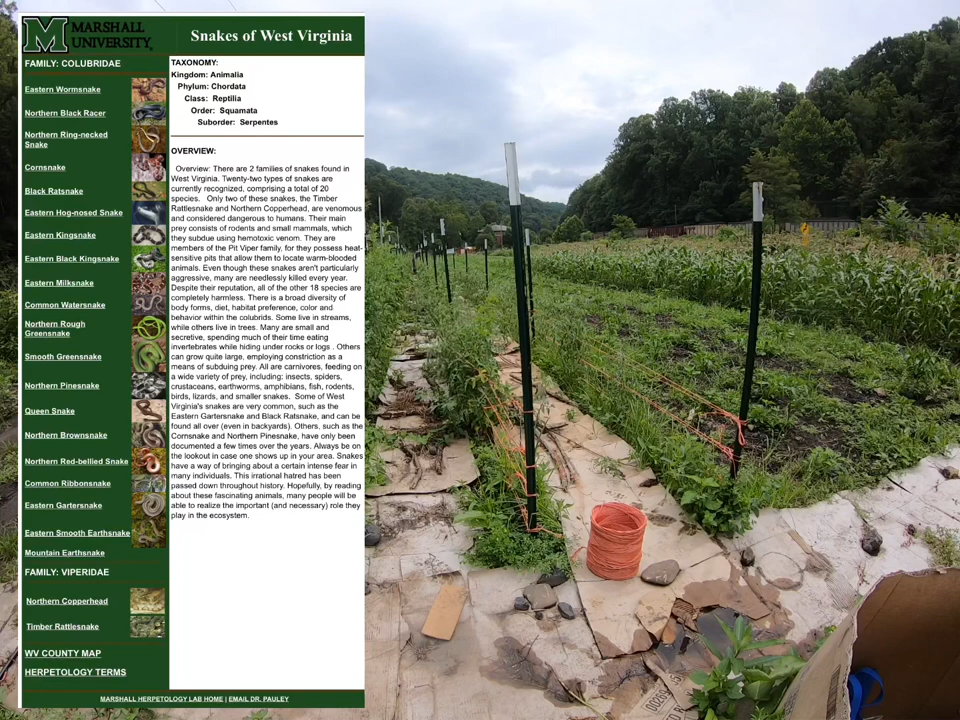 MARSHALL
UNIVERSITY
Snakes of West Virginia
FAMILY: COLUBRIDAE
Eastern Wormsnake
Northern Black Racer
Northern Ring-necked
Snake
Cornsnake
Black Ratsnake
Eastern Hog-nosed Snake
Eastern Kingsnake
Eastern Black Kingsnake
Eastern Milksnake
Common Watersnake
Northern Rough
Greensnake
Smooth Greensnake
Northern Pinesnake
Queen Snake
Northern Brownsnake
Northern Red-bellied Snake
Common Ribbonsnake
Eastern Gartersnake
Eastern Smooth Earthsnake
Mountain Earthsnake
FAMILY: VIPERIDAE
Northern Copperhead
Timber Rattlesnake
WV COUNTY MAP
HERPETOLOGY TERMS
TAXONOMY:
Kingdom: Animalia
Phylum: Chordata
Class: Reptilia
Order: Squamata
Suborder: Serpentes
OVERVIEW:
Overview: There are 2 families of snakes found in
West Virginia. Twenty-two types of snakes are
currently recognized, comprising a total of 20
species. Only two of these snakes, the Timber
Rattlesnake and Northern Copperhead, are venomous
and considered dangerous to humans. Their main
prey consists of rodents and small mammals, which
they subdue using hemotoxic venom. They are
members of the Pit Viper family, for they possess heat-
sensitive pits that allow them to locate warm-blooded
animals. Even though these snakes aren't particularly
aggressive, many are needlessly killed every year.
Despite their reputation, all of the other 18 species are
completely harmless. There is a broad diversity of
body forms, diet, habitat preference, color and
behavior within the colubrids. Some live in streams,
while others live in trees. Many are small and
secretive, spending much of their time eating
invertebrates while hiding under rocks or logs . Others
can grow quite large, employing constriction as a
means of subduing prey. All are carnivores, feeding on
a wide variety of prey, including: insects, spiders,
crustaceans, earthworms, amphibians, fish, rodents,
birds, lizards, and smaller snakes. Some of West
Virginia's snakes are very common, such as the
Eastern Gartersnake and Black Ratsnake, and can be
found all over (even in backyards). Others, such as the
Cornsnake and Northern Pinesnake, have only been
documented a few times over the years. Always be on
the lookout in case one shows up in your area. Snakes
have a way of bringing about a certain intense fear in
many individuals. This irrational hatred has been
passed down throughout history. Hopefully, by reading
about these fascinating animals, many people will be
able to realize the important (and necessary) role they
play in the ecosystem.
MARSHALL HERPETOLOGY LAB HOME | EMAIL DR. PAULEY